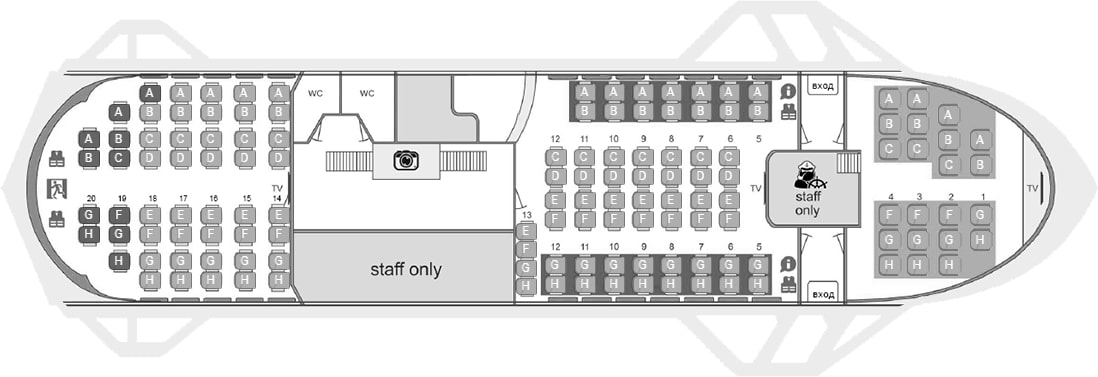 A A A A A
A B B B B B
A B C C C C C
B C D D D D D
TV
20 19 18 17 16 15 14
G F E E E E E
H G F F F F F
H G G G G G
H H H H H
WC WC
staff only
13
E
F
G
H
A A A A A A A
B B B B B B B
12 11 10 9 8 7 6 5
C C C C C C C
D D D D D D D
E E E E E E E
F F F F F F F
12 11 10 9 8 7 6 5
G G G G G G G G
H H H H H H H H
TV
вход
staff
only
вход
A A
A
B B
B A
C C
C B
TV
4 3 2 1
F F F G
G G G H
H H H